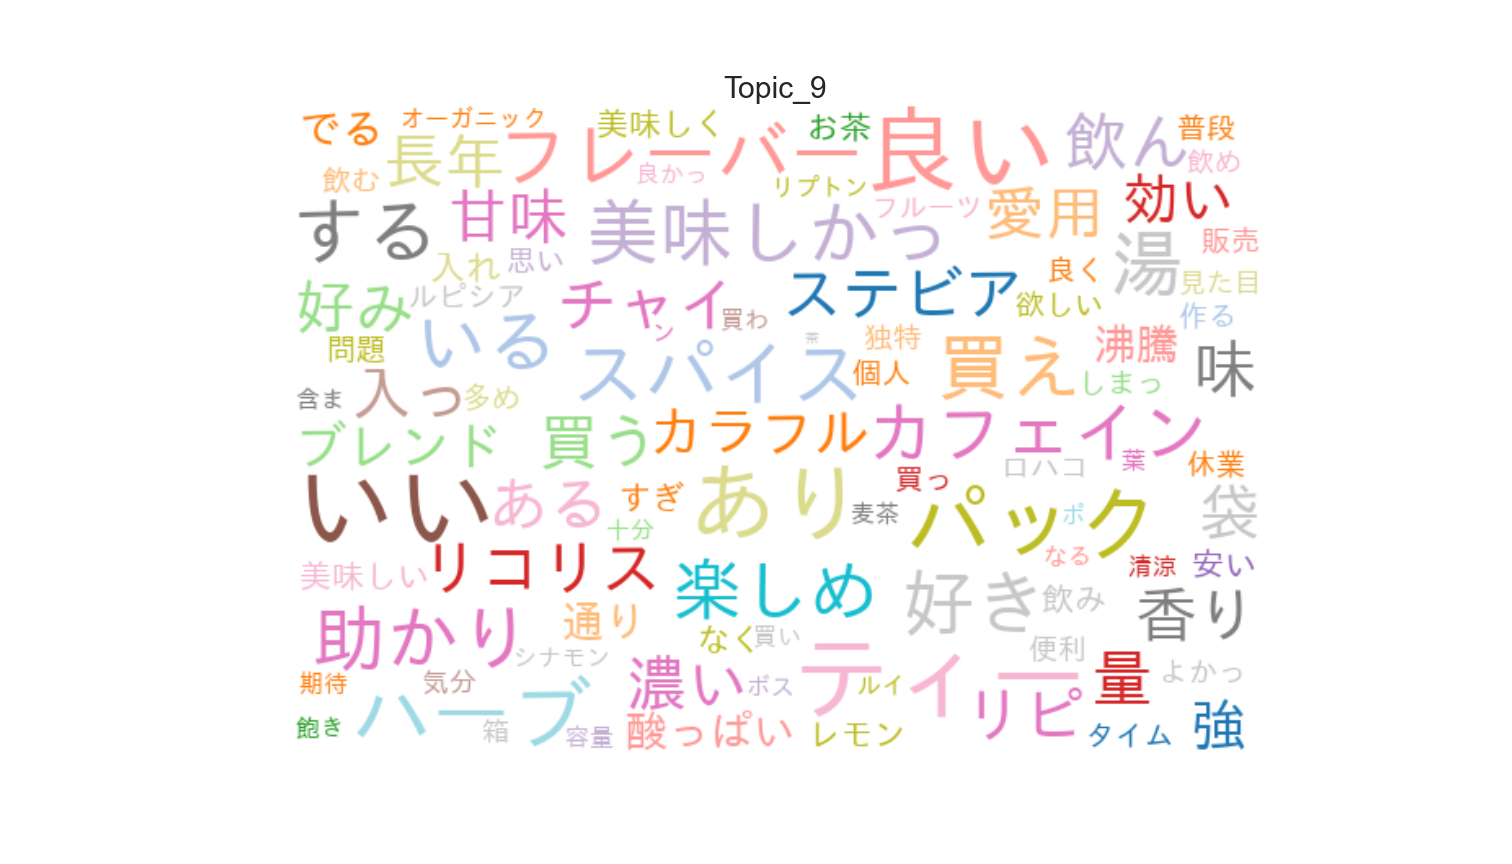 Topic_9
でる オーガニック 美味しく お茶 良い 飲ん 普段
長年 フレーバー 良かっ リプトン 飲め
飲む 甘味 フルーツ 愛用 効い
する 美味しかっ 湯 販売
入れ 思い 良く 見た目
好み ルピシア チャイ ステビア 欲しい 作る
いる ン 買わ 茶 独特 沸騰
問題 スパイス 個人 買え 味
含ま 入っ 多め しまっ
ブレンド 買う カラフル カフェイン
ロハコ 葉 休業
いい ある すぎ あり 買っ 袋
十分 麦茶 パック ポ
美味しい リコリス なる 清涼 安い
楽しめ 好き 飲み 香り
助かり 通り なく 買い
シナモン 便利
期待 気分 濃い ボス ティー ルイ 量 よかっ
飽き ハーブ 箱 容量 酸っぱい レモン リピ タイム 強